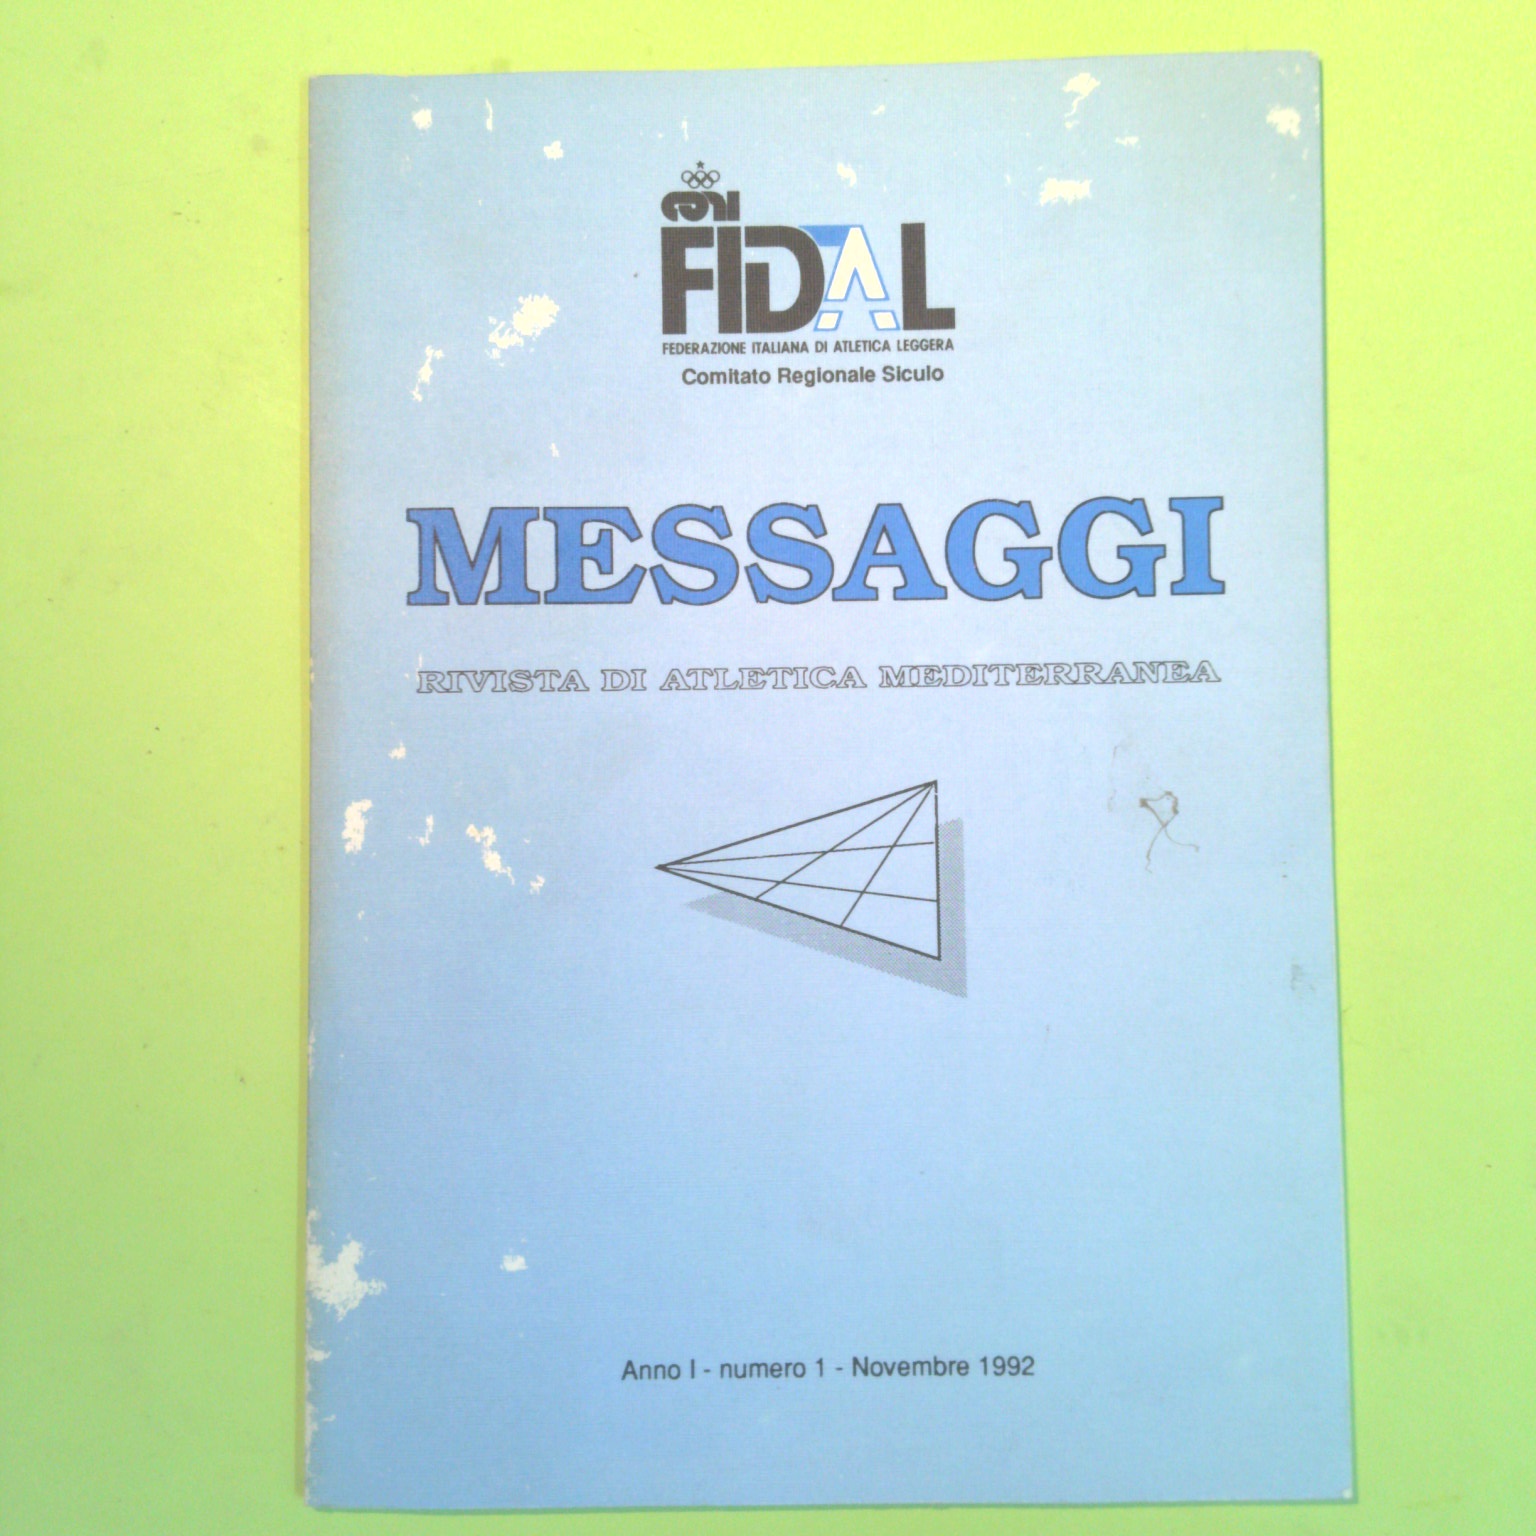 FIDAL
FEDERAZIONE ITALIANA DI ATLETICA LEGGERA
Comitato Regionale Siculo
MESSAGGI
RIVISTA DI ATLETICA MEDITERRANEA
Anno I - numero 1 - Novembre 1992